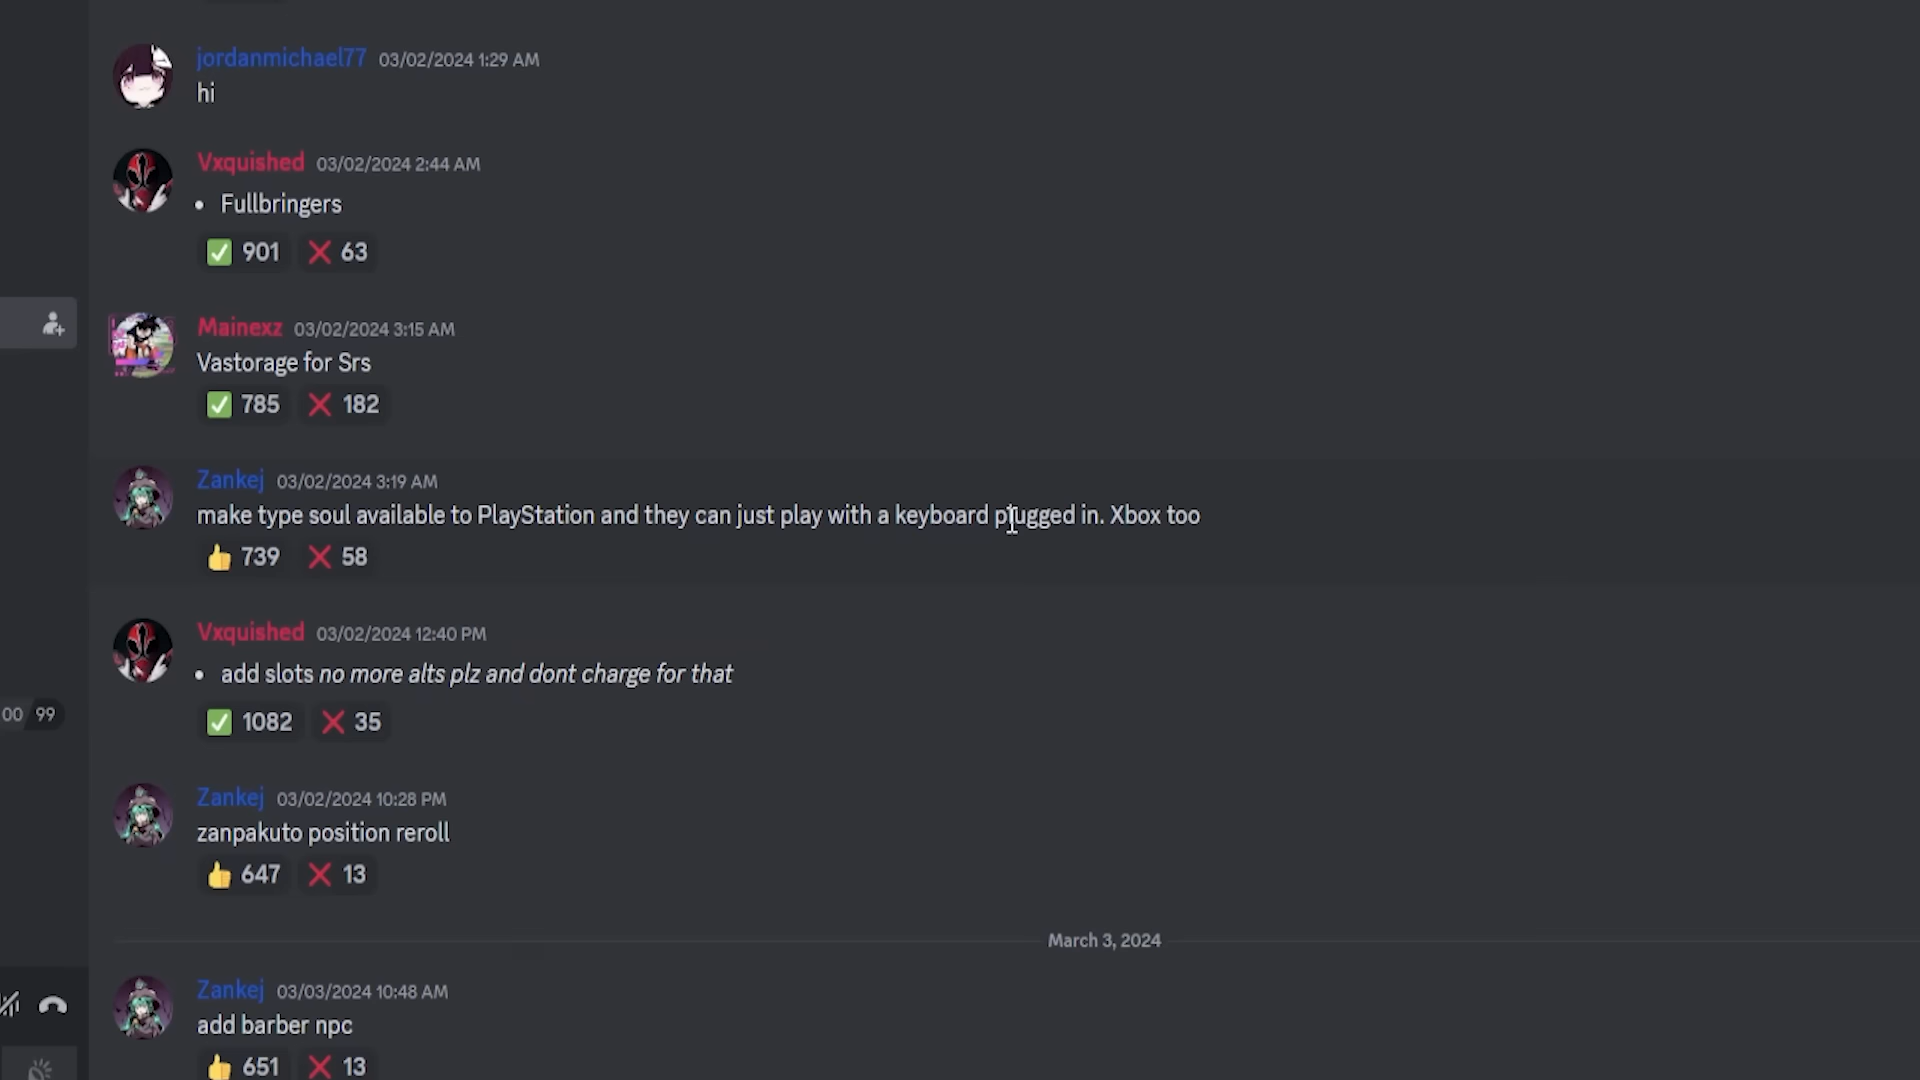 jordanmichael77 03/02/2024 1:29 AM
hi
Vxquished 03/02/2024 2:44 AM
• Fullbringers
✅ 901 ❌ 63
Mainexz 03/02/2024 3:15 AM
Vastorage for Srs
✅ 785 ❌ 182
Zankej 03/02/2024 3:19 AM
make type soul available to PlayStation and they can just play with a keyboard plugged in. Xbox too
👍 739 ❌ 58
Vxquished 03/02/2024 12:40 PM
• add slots no more alts plz and dont charge for that
00 99
✅ 1082 ❌ 35
Zankej 03/02/2024 10:28 PM
zanpakuto position reroll
👍 647 ❌ 13
March 3, 2024
Zankej 03/03/2024 10:48 AM
add barber npc
👍 651 ❌ 13